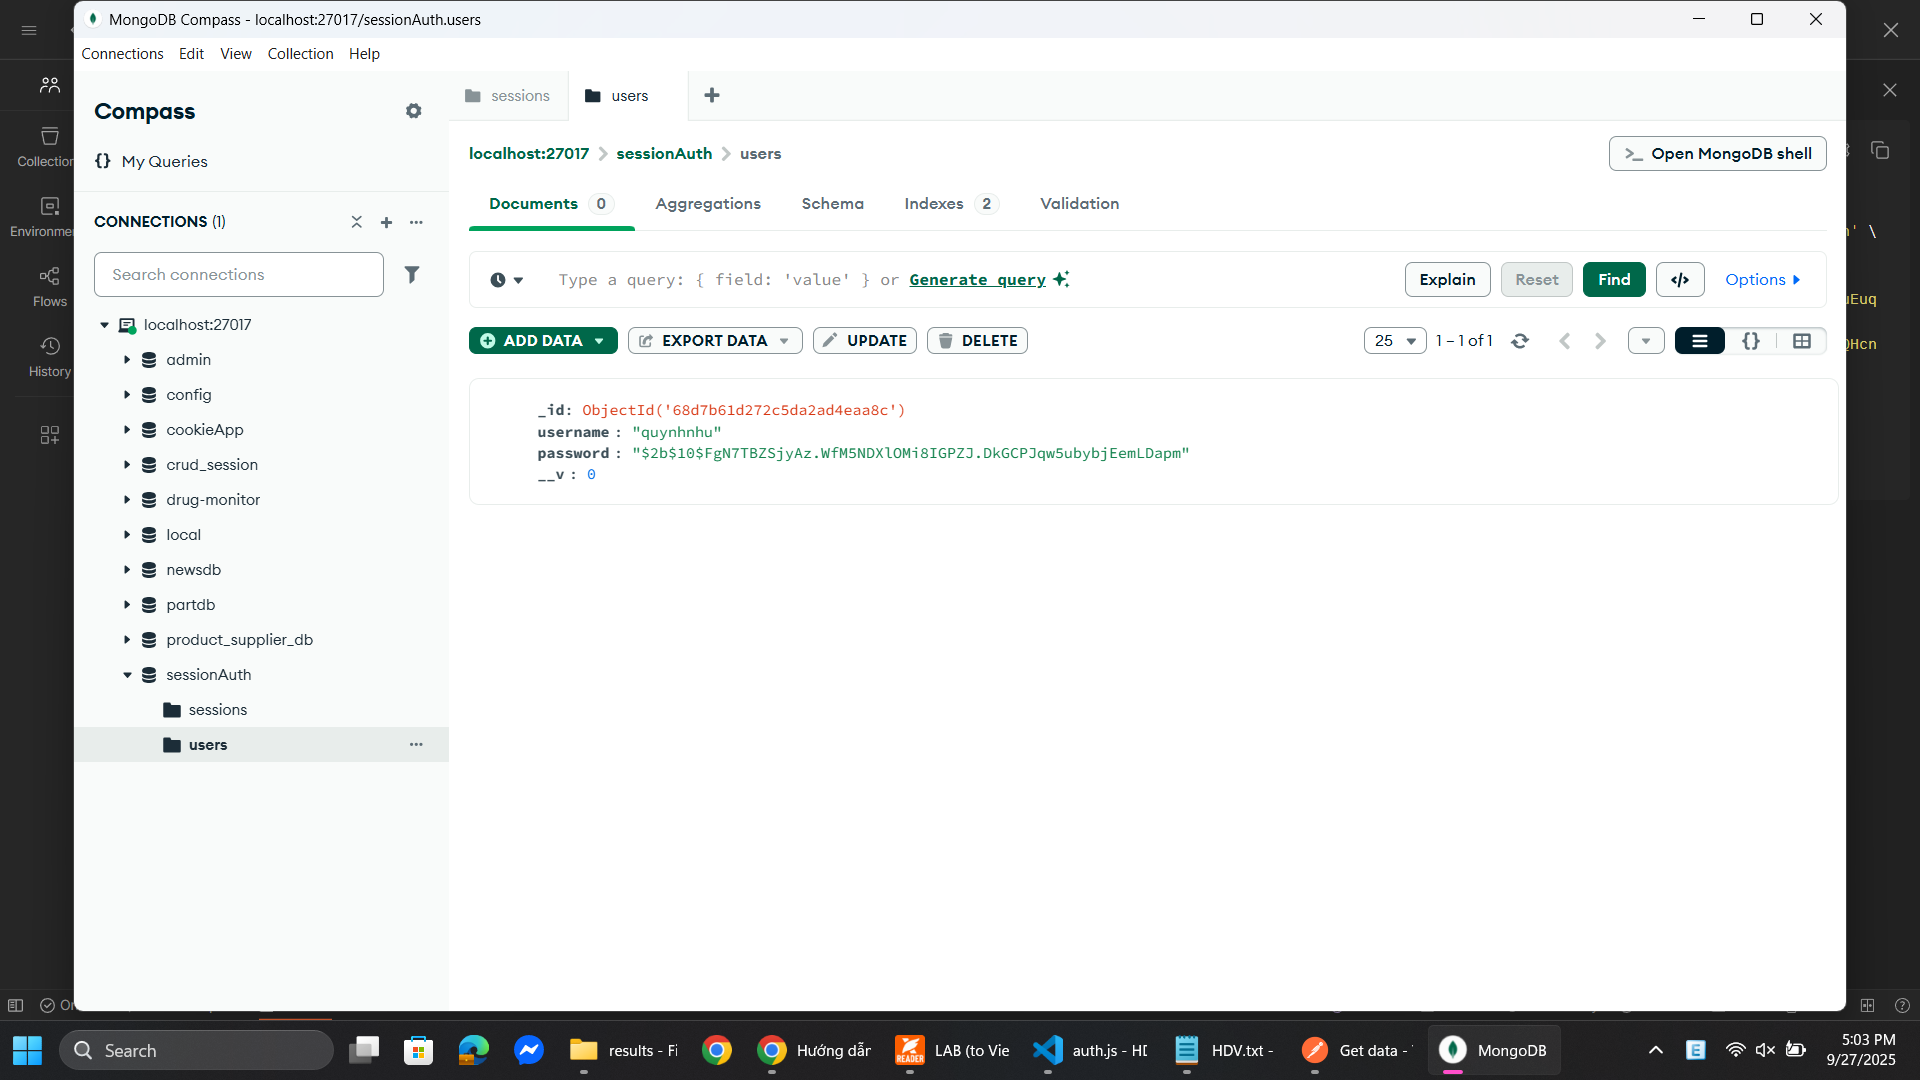 MongoDB Compass - localhost:27017/sessionAuth.users
Connections Edit View Collection Help
Compass
My Queries
CONNECTIONS (1)
Search connections
localhost:27017
admin
config
cookieApp
crud_session
drug-monitor
local
newsdb
partdb
product_supplier_db
sessionAuth
sessions
users
sessions
users
localhost:27017 sessionAuth users
Open MongoDB shell
Documents 0 Aggregations Schema Indexes 2 Validation
Type a query: { field: 'value' } or Generate query
Explain Reset Find Options
ADD DATA EXPORT DATA UPDATE DELETE
25 1 – 1 of 1
_id: ObjectId('68d7b61d272c5da2ad4eaa8c')
username : "quynhnhu"
password : "$2b$10$FgN7TBZSjyAz.WfM5NDXlOMi8IGPZJ.DkGCPJqw5ubybjEemLDapm"
__v : 0
Collection
Environmen
Flows
History
' \
uEuq
QHcn
Search
results - Fi
Hướng dẫn
LAB (to Vie
auth.js - HD
HDV.txt -
Get data -
MongoDB
5:03 PM
9/27/2025